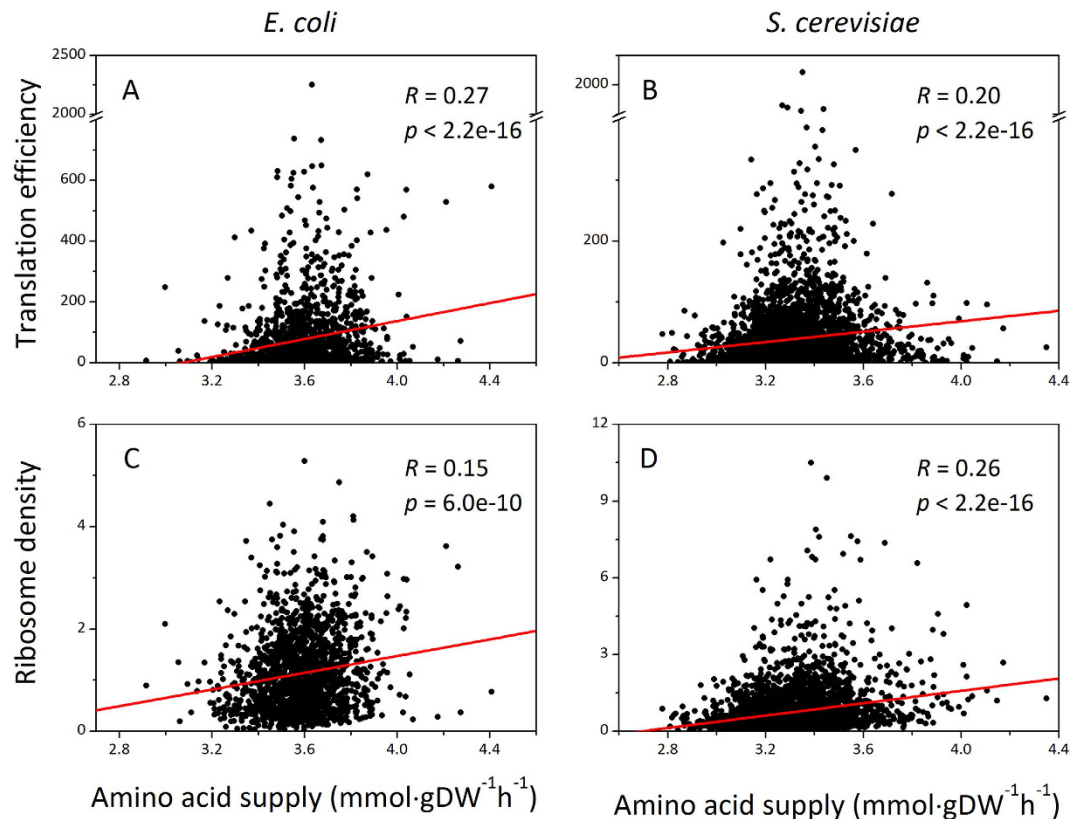 E. coli
S. cerevisiae
Translation efficiency
2500
2000
600
400
200
0
A
R = 0.27
p < 2.2e-16
2.8 3.2 3.6 4.0 4.4
2000
200
0
B
R = 0.20
p < 2.2e-16
2.8 3.2 3.6 4.0 4.4
Ribosome density
6
4
2
0
C
R = 0.15
p = 6.0e-10
2.8 3.2 3.6 4.0 4.4
12
9
6
3
0
D
R = 0.26
p < 2.2e-16
2.8 3.2 3.6 4.0 4.4
Amino acid supply (mmol·gDW⁻¹h⁻¹)
Amino acid supply (mmol·gDW⁻¹h⁻¹)